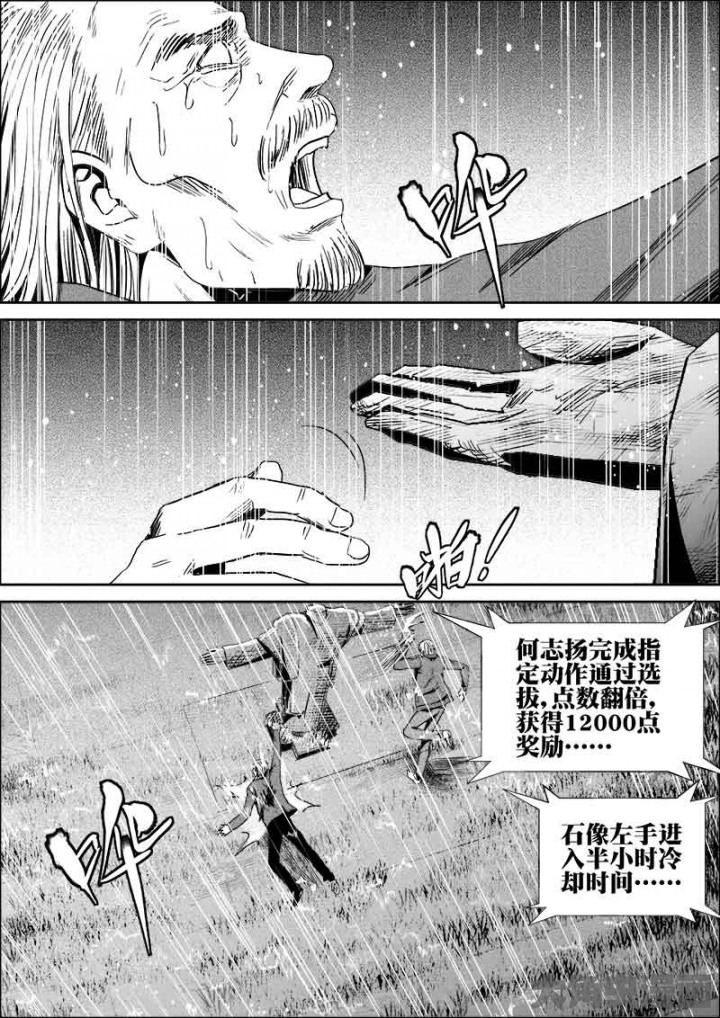 呯
啪！
何志扬完成指
定动作通过选
拔，点数翻倍，
获得12000点
奖励……
呯
石像左手进
入半小时冷
却时间……